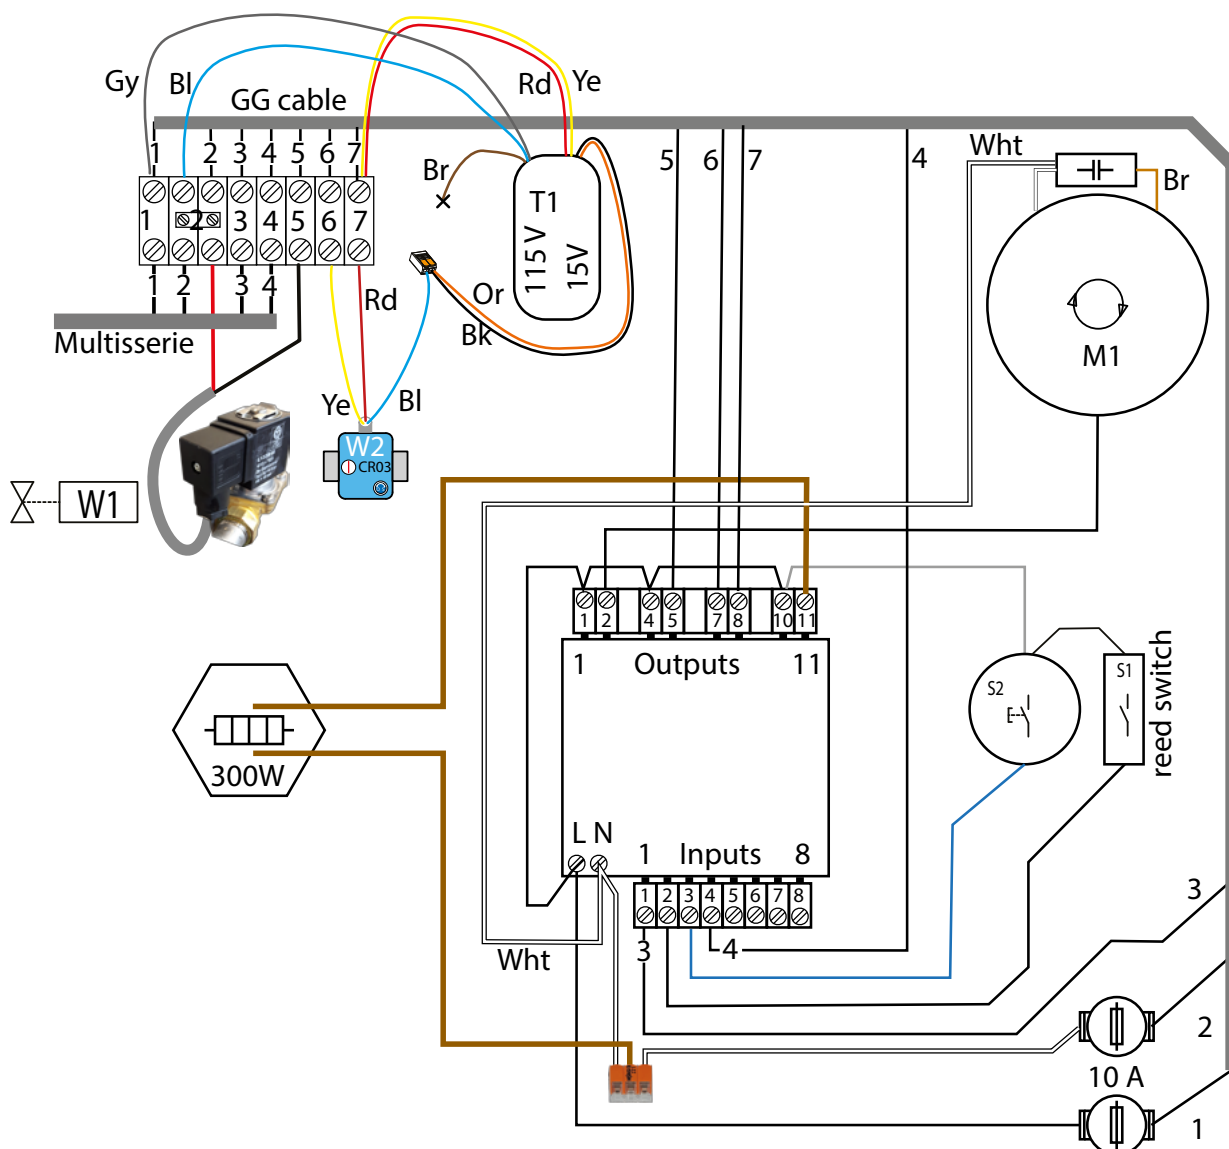 Gy
Bl
Rd
Ye
GG cable
1 2 3 4 5 6 7
5
6
7
4
Wht
Br
Br
T1
115 V
15V
1 2 3 4 5 6 7
1 2 3 4
Rd
Or
Bk
Multisserie
M1
Ye
Bl
W2
CR03
W1
1 2 4 5 7 8 10 11
1 Outputs 11
S2
S1
reed switch
300W
L N
1 Inputs 8
1 2 3 4 5 6 7 8
3
3
4
Wht
2
10 A
1